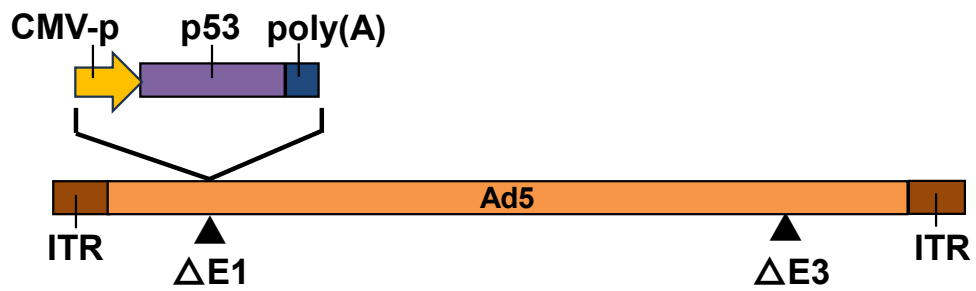 CMV-p p53 poly(A)
Ad5
ITR ITR
△E1 △E3